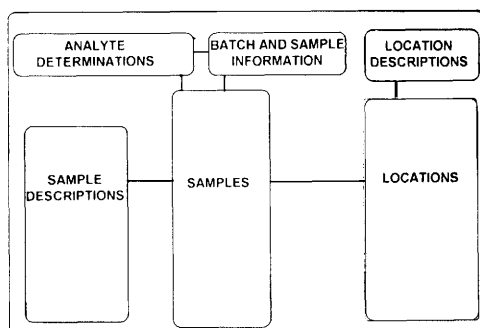 ANALYTE
DETERMINATIONS
BATCH AND SAMPLE
INFORMATION
LOCATION
DESCRIPTIONS
SAMPLE
DESCRIPTIONS
SAMPLES
LOCATIONS